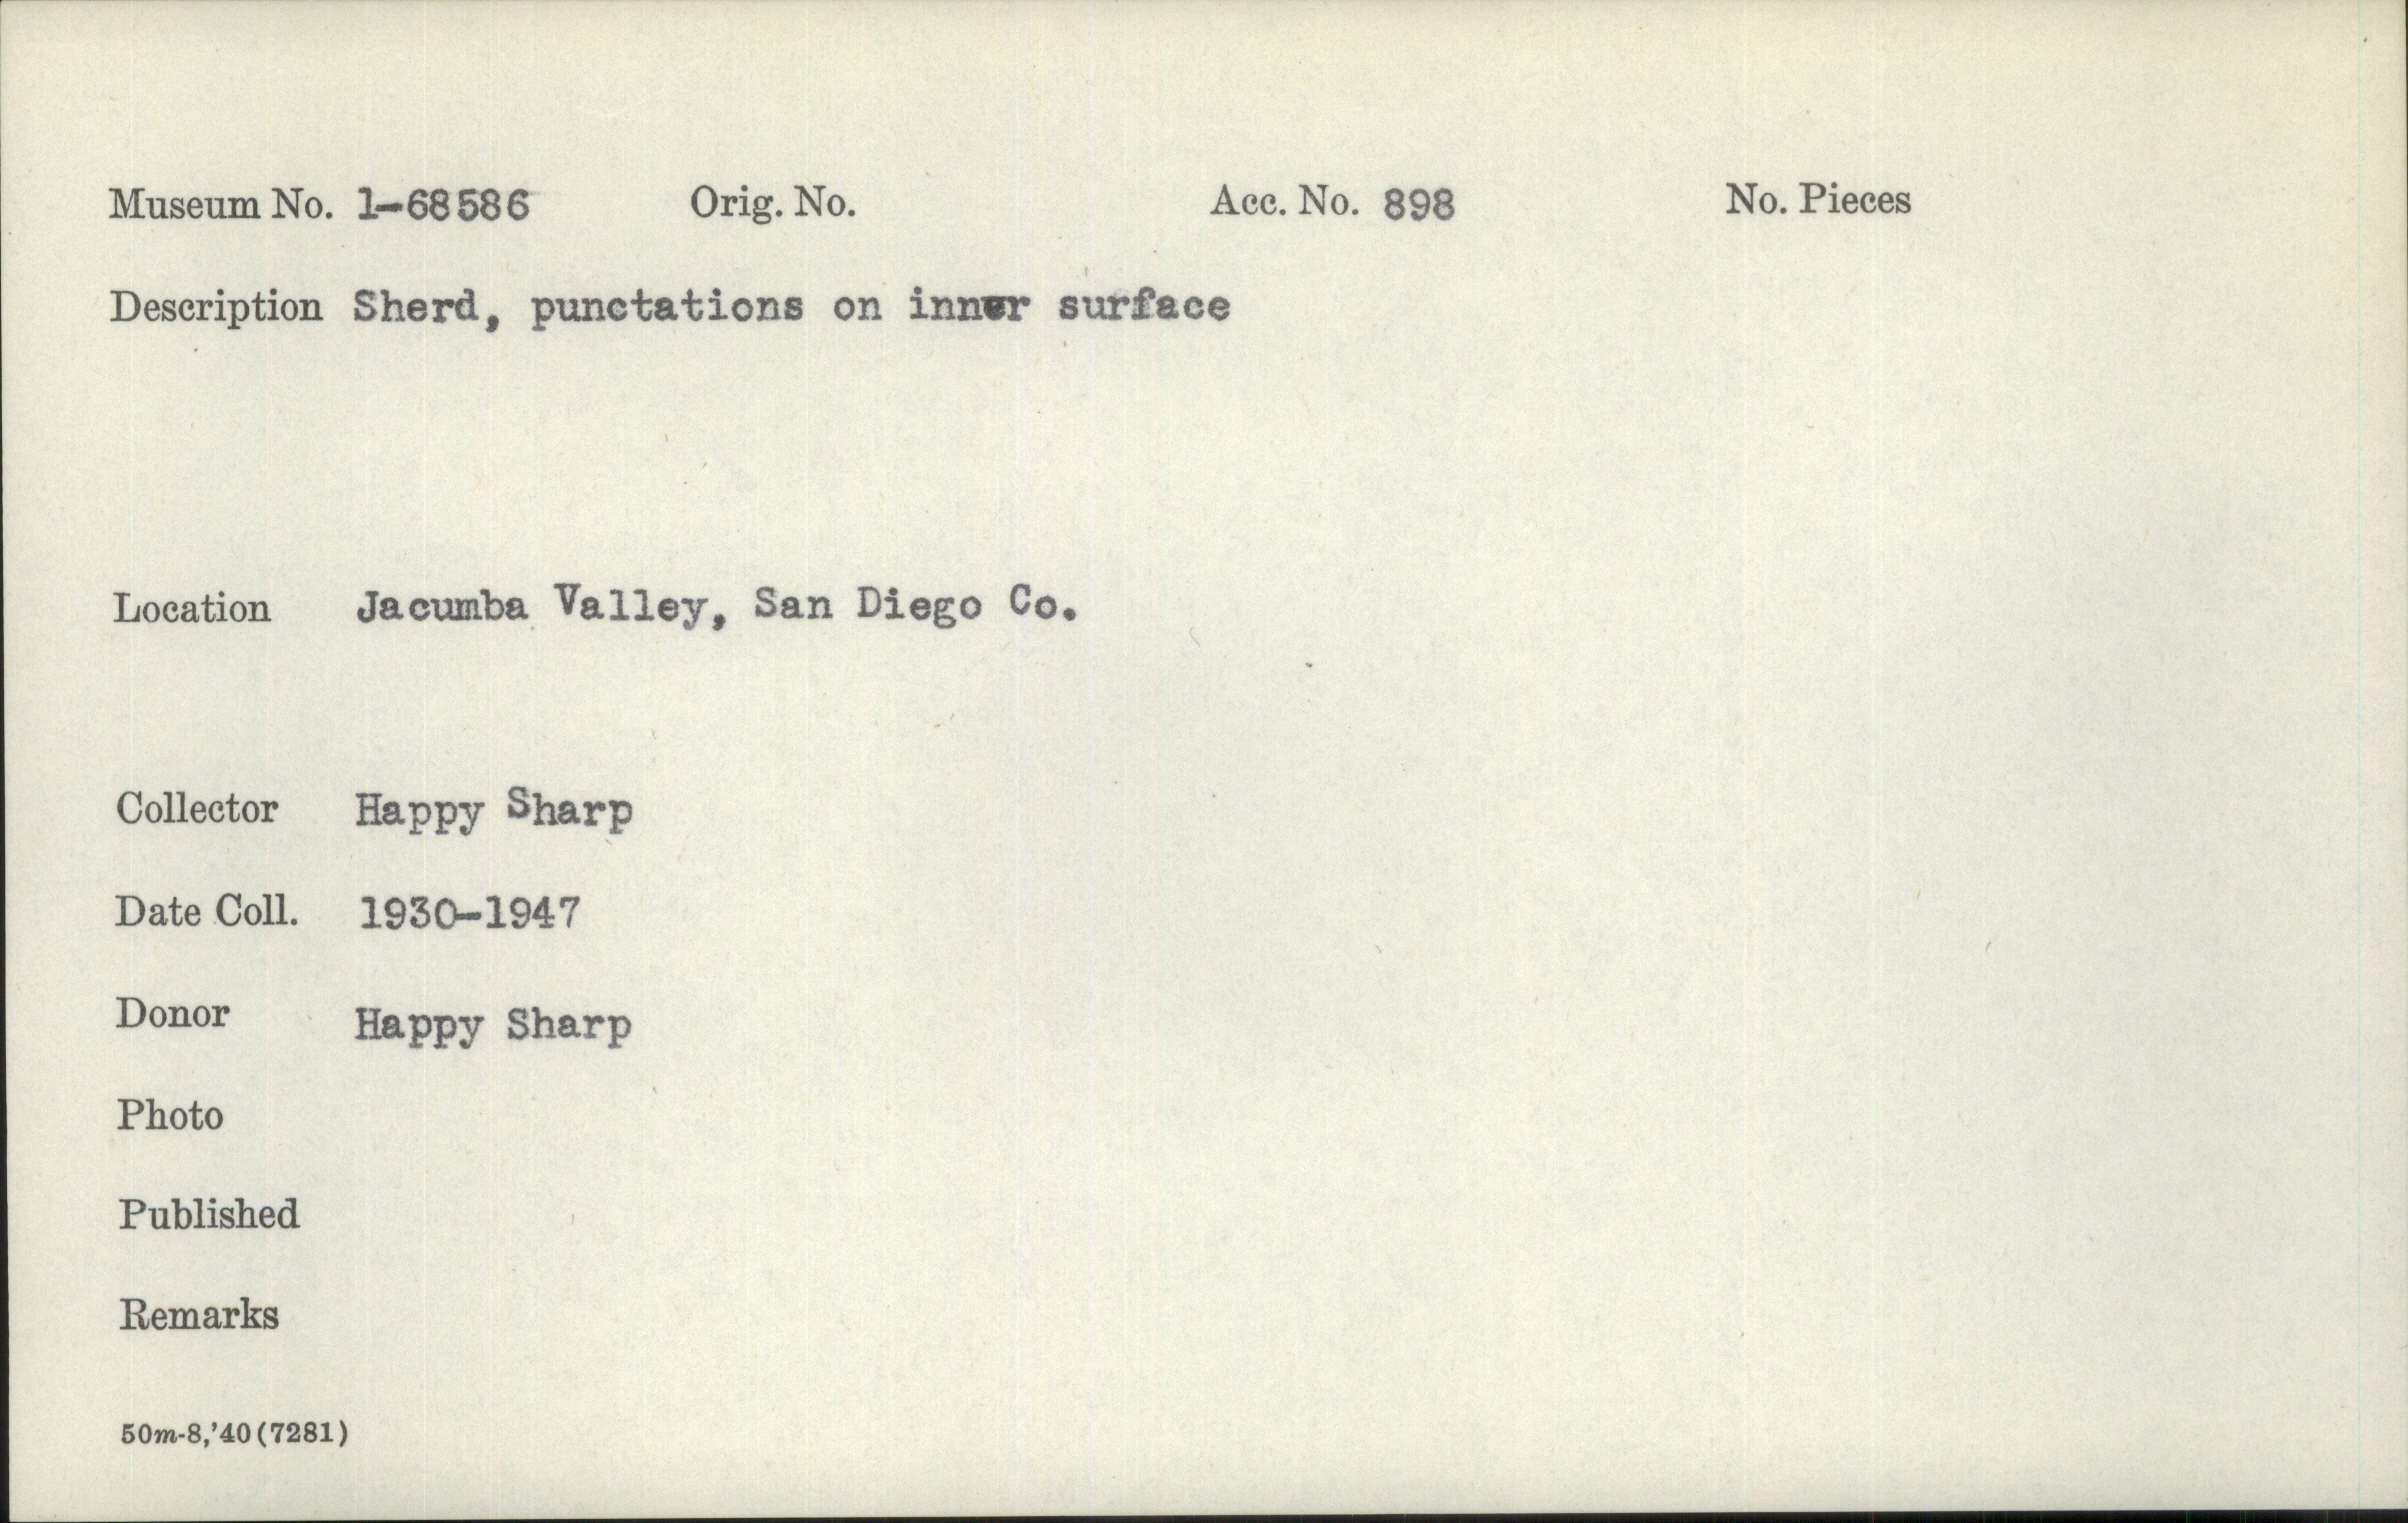 Museum No. 1-68586 Orig. No. Acc. No. 898 No. Pieces
Description Sherd, punctations on inner surface
Location Jacumba Valley, San Diego Co.
Collector Happy Sharp
Date Coll. 1930-1947
Donor Happy Sharp
Photo
Published
Remarks
50m-8,'40(7281)